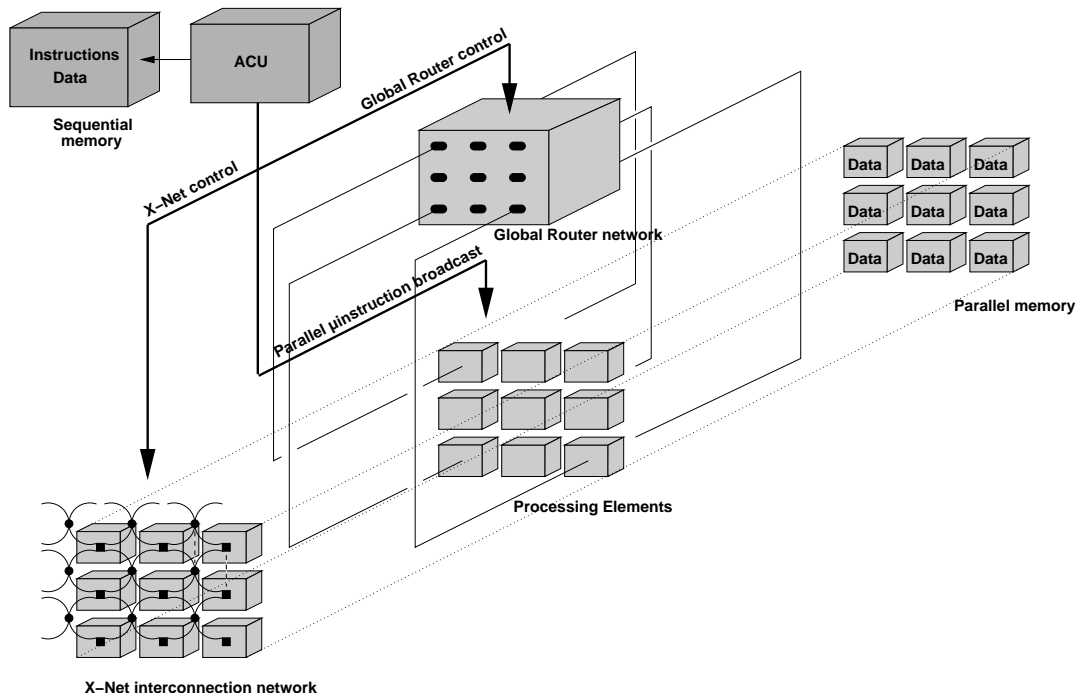 Instructions
Data
ACU
Sequential
memory
Global Router control
X–Net control
Global Router network
Parallel µinstruction broadcast
Data Data Data
Data Data Data
Data Data Data
Parallel memory
Processing Elements
X–Net interconnection network